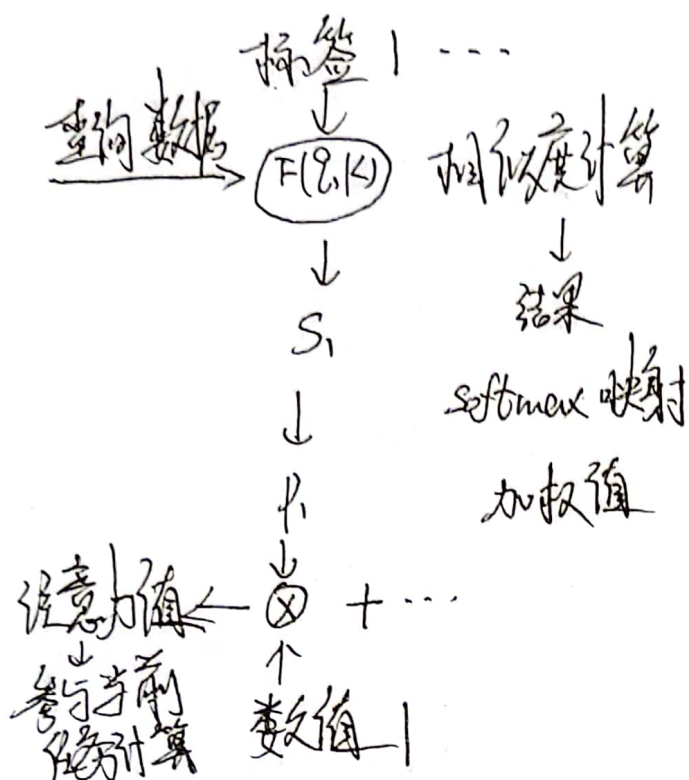 标签1 ....
查询数据
F(q,k) 相似度计算
S₁ 结果
softmax 映射
P₁ 加权值
注意力值 ⊗ + ...
参与当前 数值1
任务计算